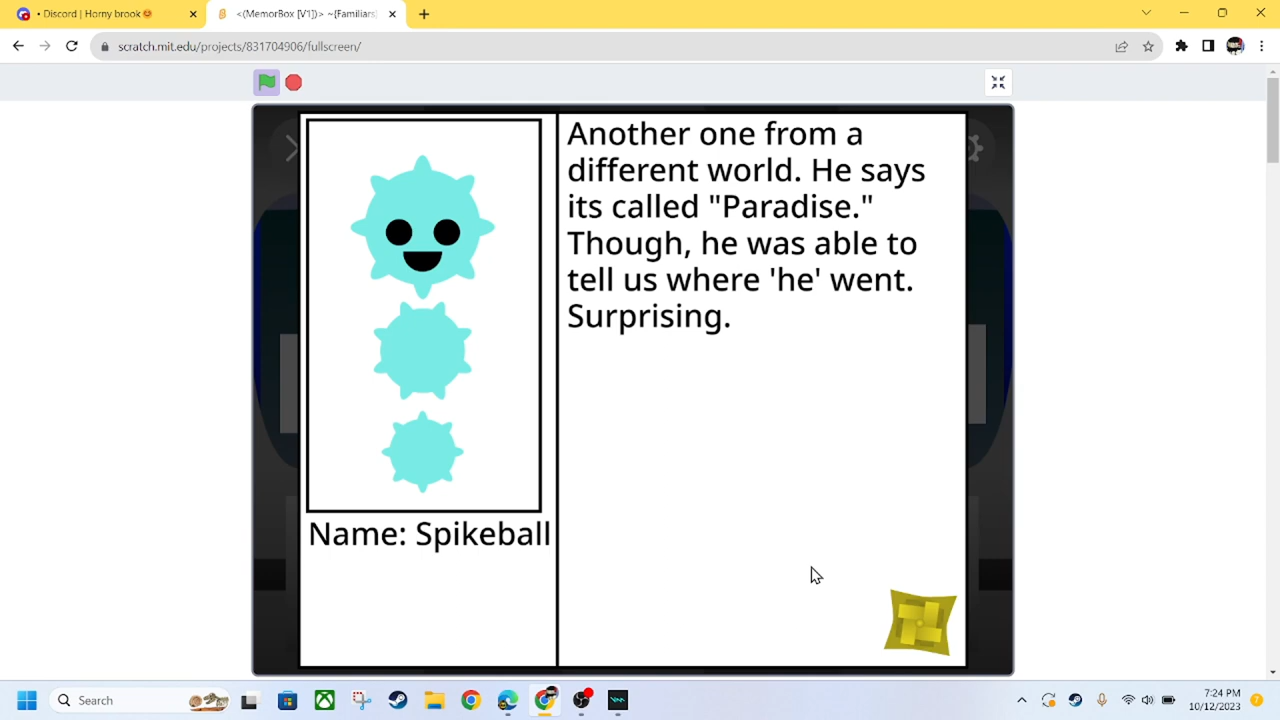 Discord | Horny brook
<(MemorBox [V1])> ~[Familiars]
scratch.mit.edu/projects/831704906/fullscreen/
Another one from a
different world. He says
its called "Paradise."
Though, he was able to
tell us where 'he' went.
Surprising.
Name: Spikeball
Search
7:24 PM
10/12/2023
7